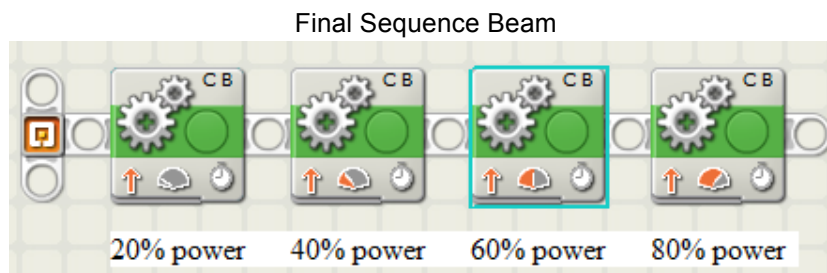 Final Sequence Beam
C B C B C B C B
20% power 40% power 60% power 80% power